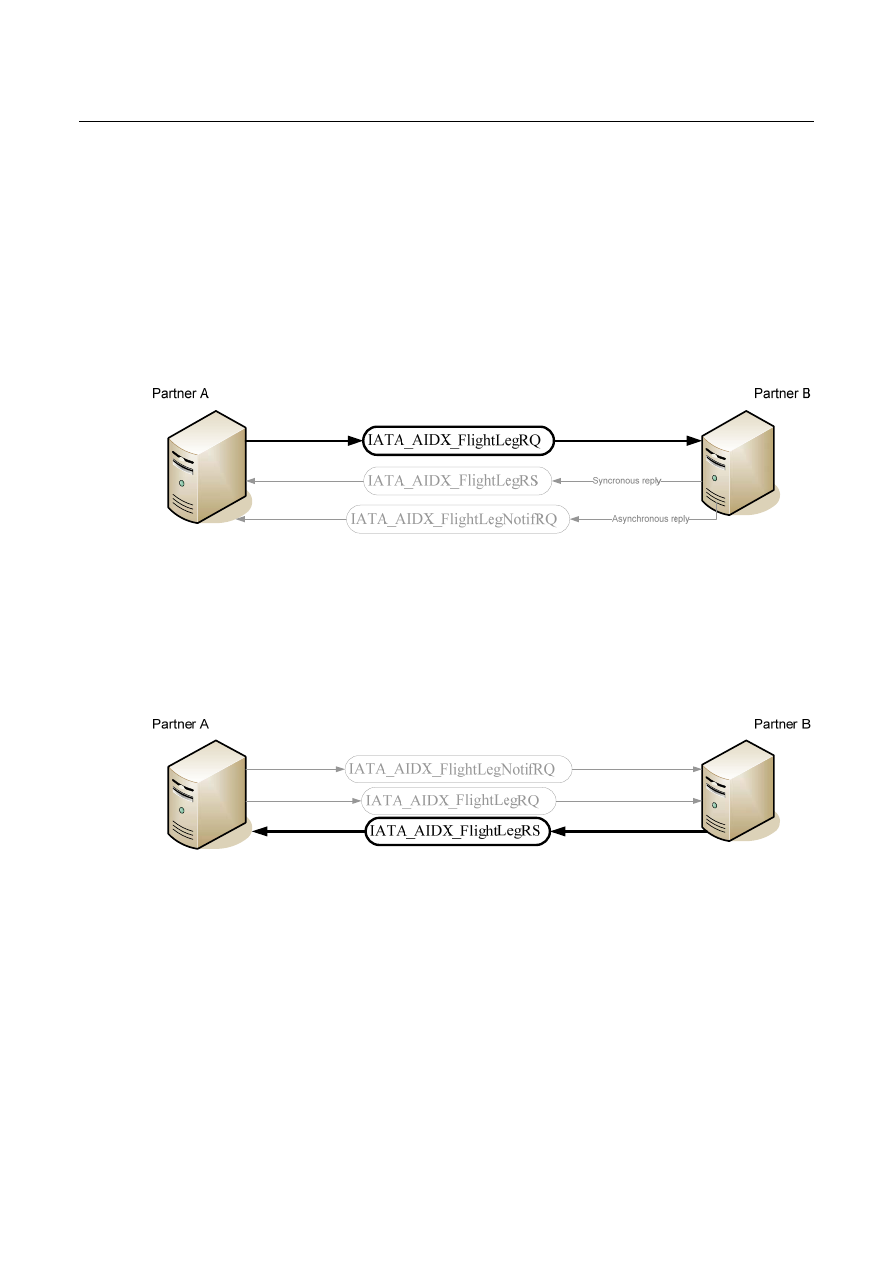 Partner A
Partner B
IATA_AIDX_FlightLegRQ
IATA_AIDX_FlightLegRS
Syncronous reply
IATA_AIDX_FlightLegNotifRQ
Asynchronous reply
Partner A
Partner B
IATA_AIDX_FlightLegNotifRQ
IATA_AIDX_FlightLegRQ
IATA_AIDX_FlightLegRS